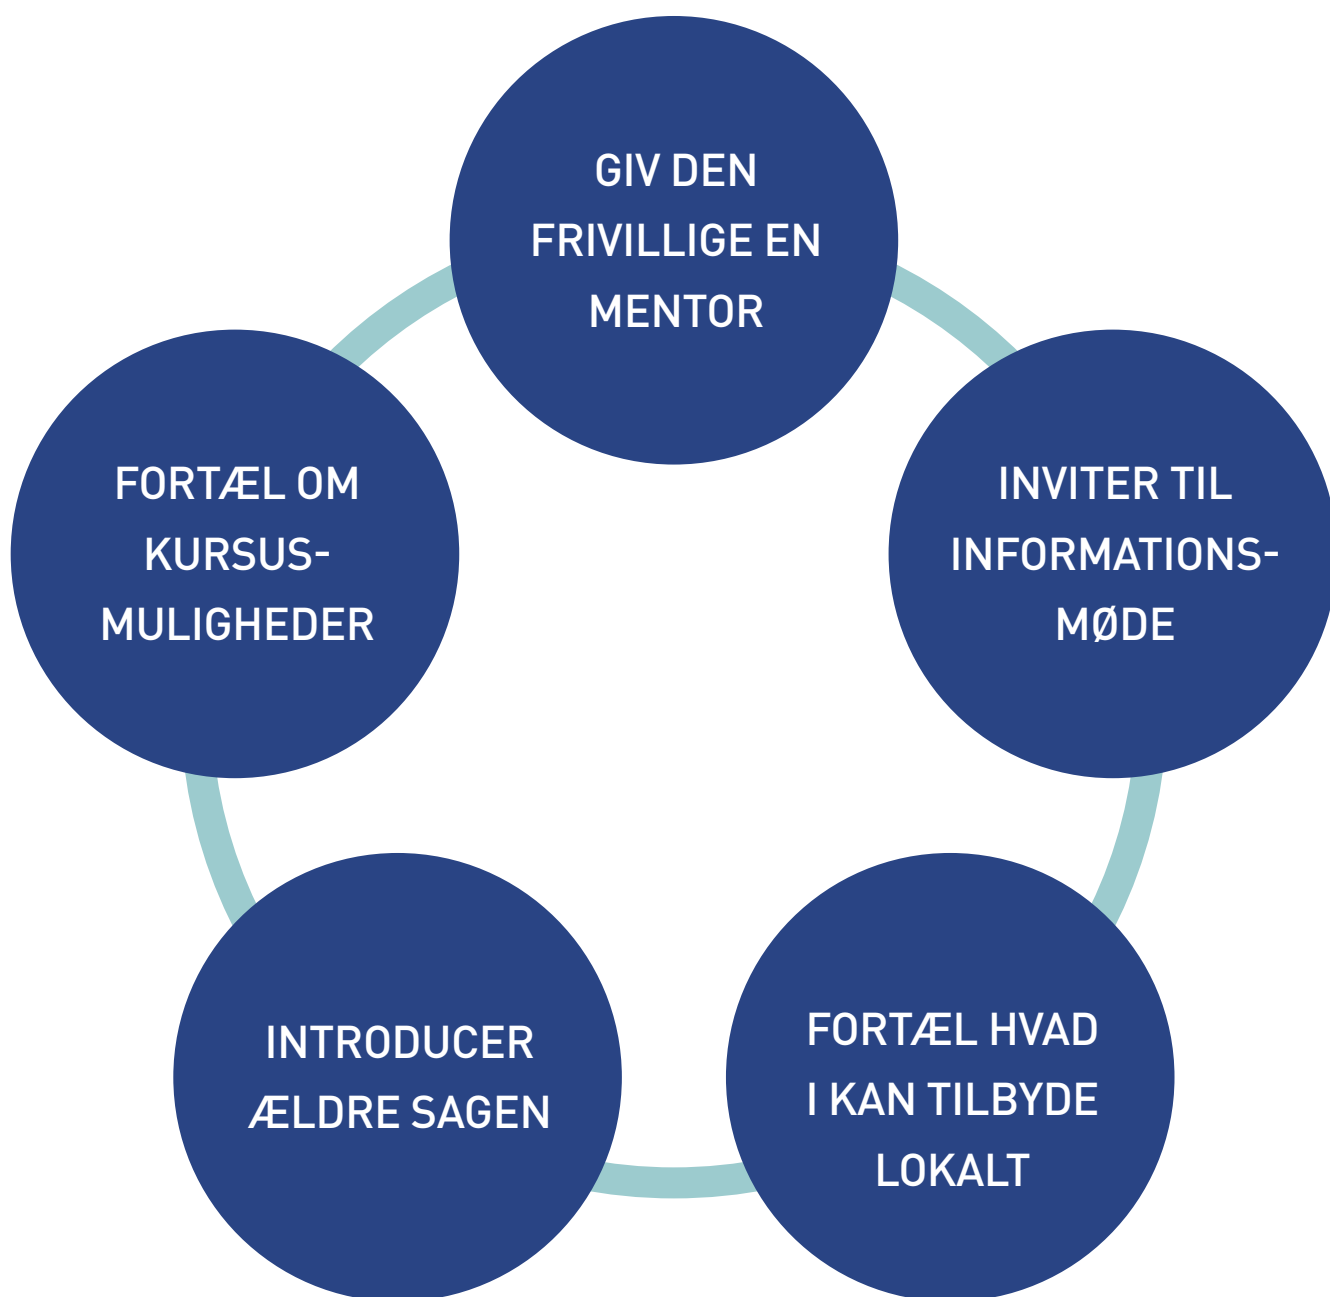 GIV DEN
FRIVILLIGE EN
MENTOR
INVITER TIL
INFORMATIONS-
MØDE
FORTÆL HVAD
I KAN TILBYDE
LOKALT
INTRODUCER
ÆLDRE SAGEN
FORTÆL OM
KURSUS-
MULIGHEDER